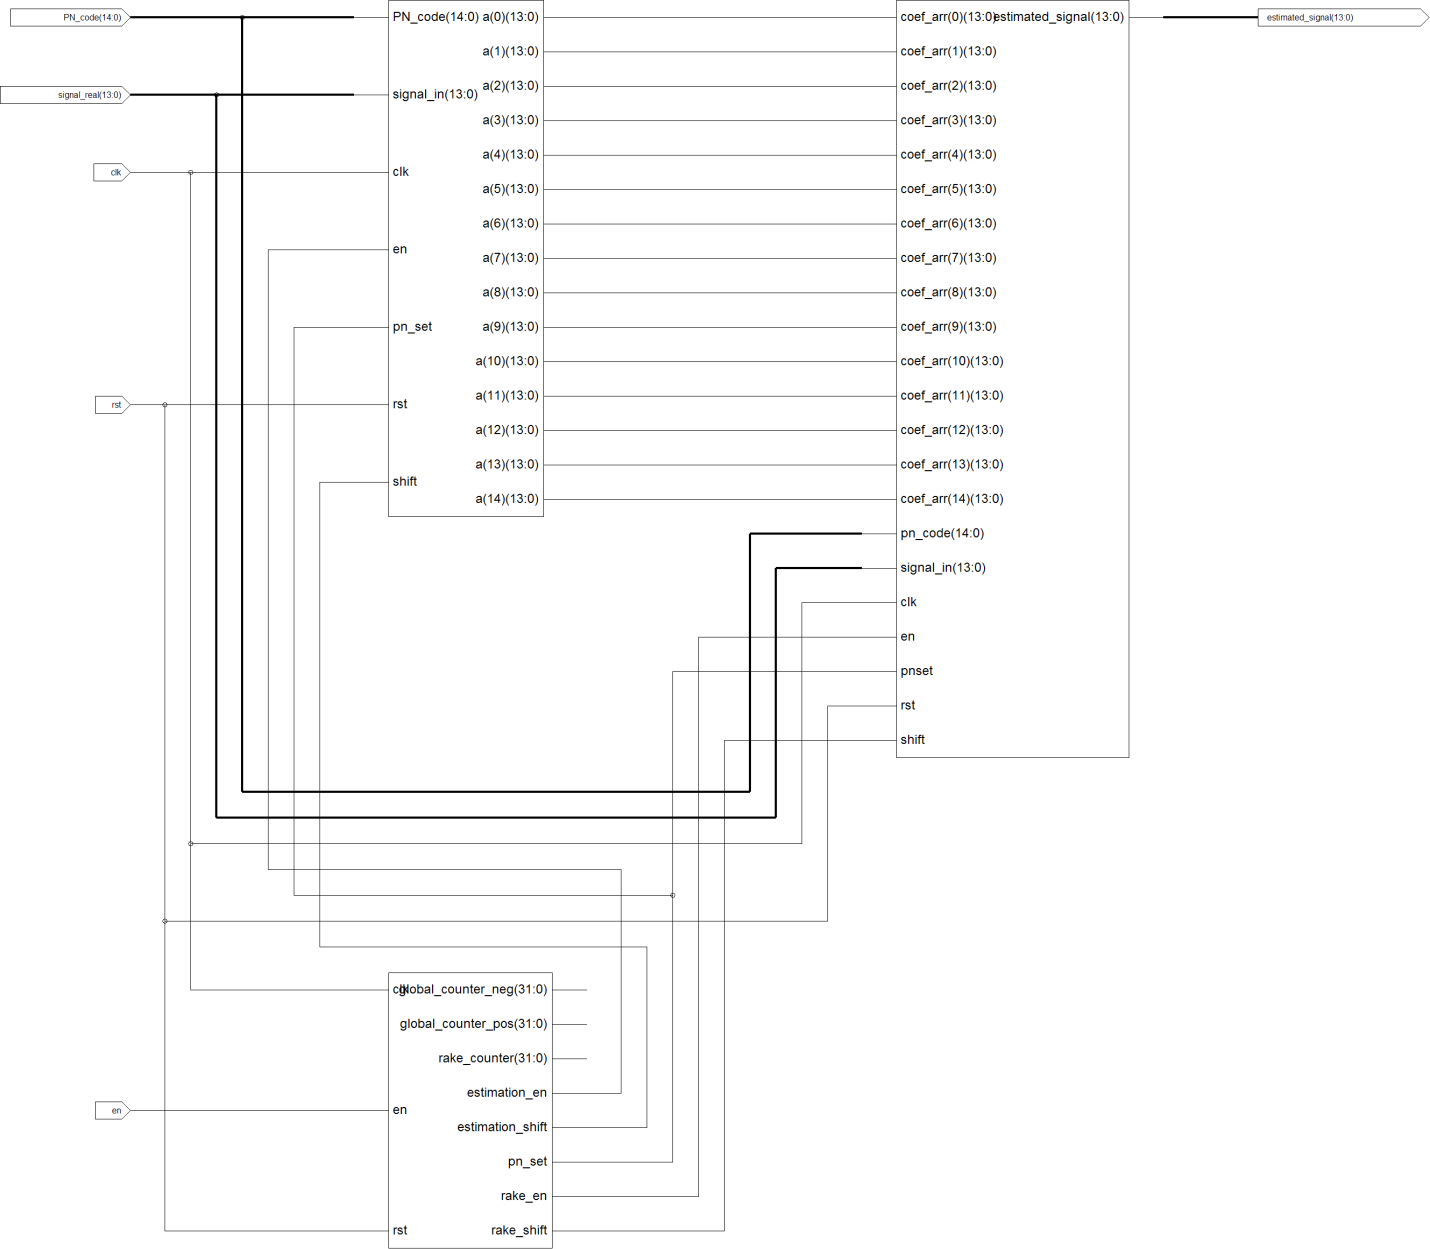 PN_code(14:0)
signal_real(13:0)
clk
rst
en
PN_code(14:0) a(0)(13:0)
a(1)(13:0)
a(2)(13:0)
signal_in(13:0)
a(3)(13:0)
a(4)(13:0)
clk
a(5)(13:0)
a(6)(13:0)
en
a(7)(13:0)
a(8)(13:0)
pn_set a(9)(13:0)
a(10)(13:0)
a(11)(13:0)
rst
a(12)(13:0)
a(13)(13:0)
shift
a(14)(13:0)
coef_arr(0)(13:0) estimated_signal(13:0)
coef_arr(1)(13:0)
coef_arr(2)(13:0)
coef_arr(3)(13:0)
coef_arr(4)(13:0)
coef_arr(5)(13:0)
coef_arr(6)(13:0)
coef_arr(7)(13:0)
coef_arr(8)(13:0)
coef_arr(9)(13:0)
coef_arr(10)(13:0)
coef_arr(11)(13:0)
coef_arr(12)(13:0)
coef_arr(13)(13:0)
coef_arr(14)(13:0)
pn_code(14:0)
signal_in(13:0)
clk
en
pnset
rst
shift
estimated_signal(13:0)
clk global_counter_neg(31:0)
global_counter_pos(31:0)
rake_counter(31:0)
estimation_en
en
estimation_shift
pn_set
rake_en
rst rake_shift